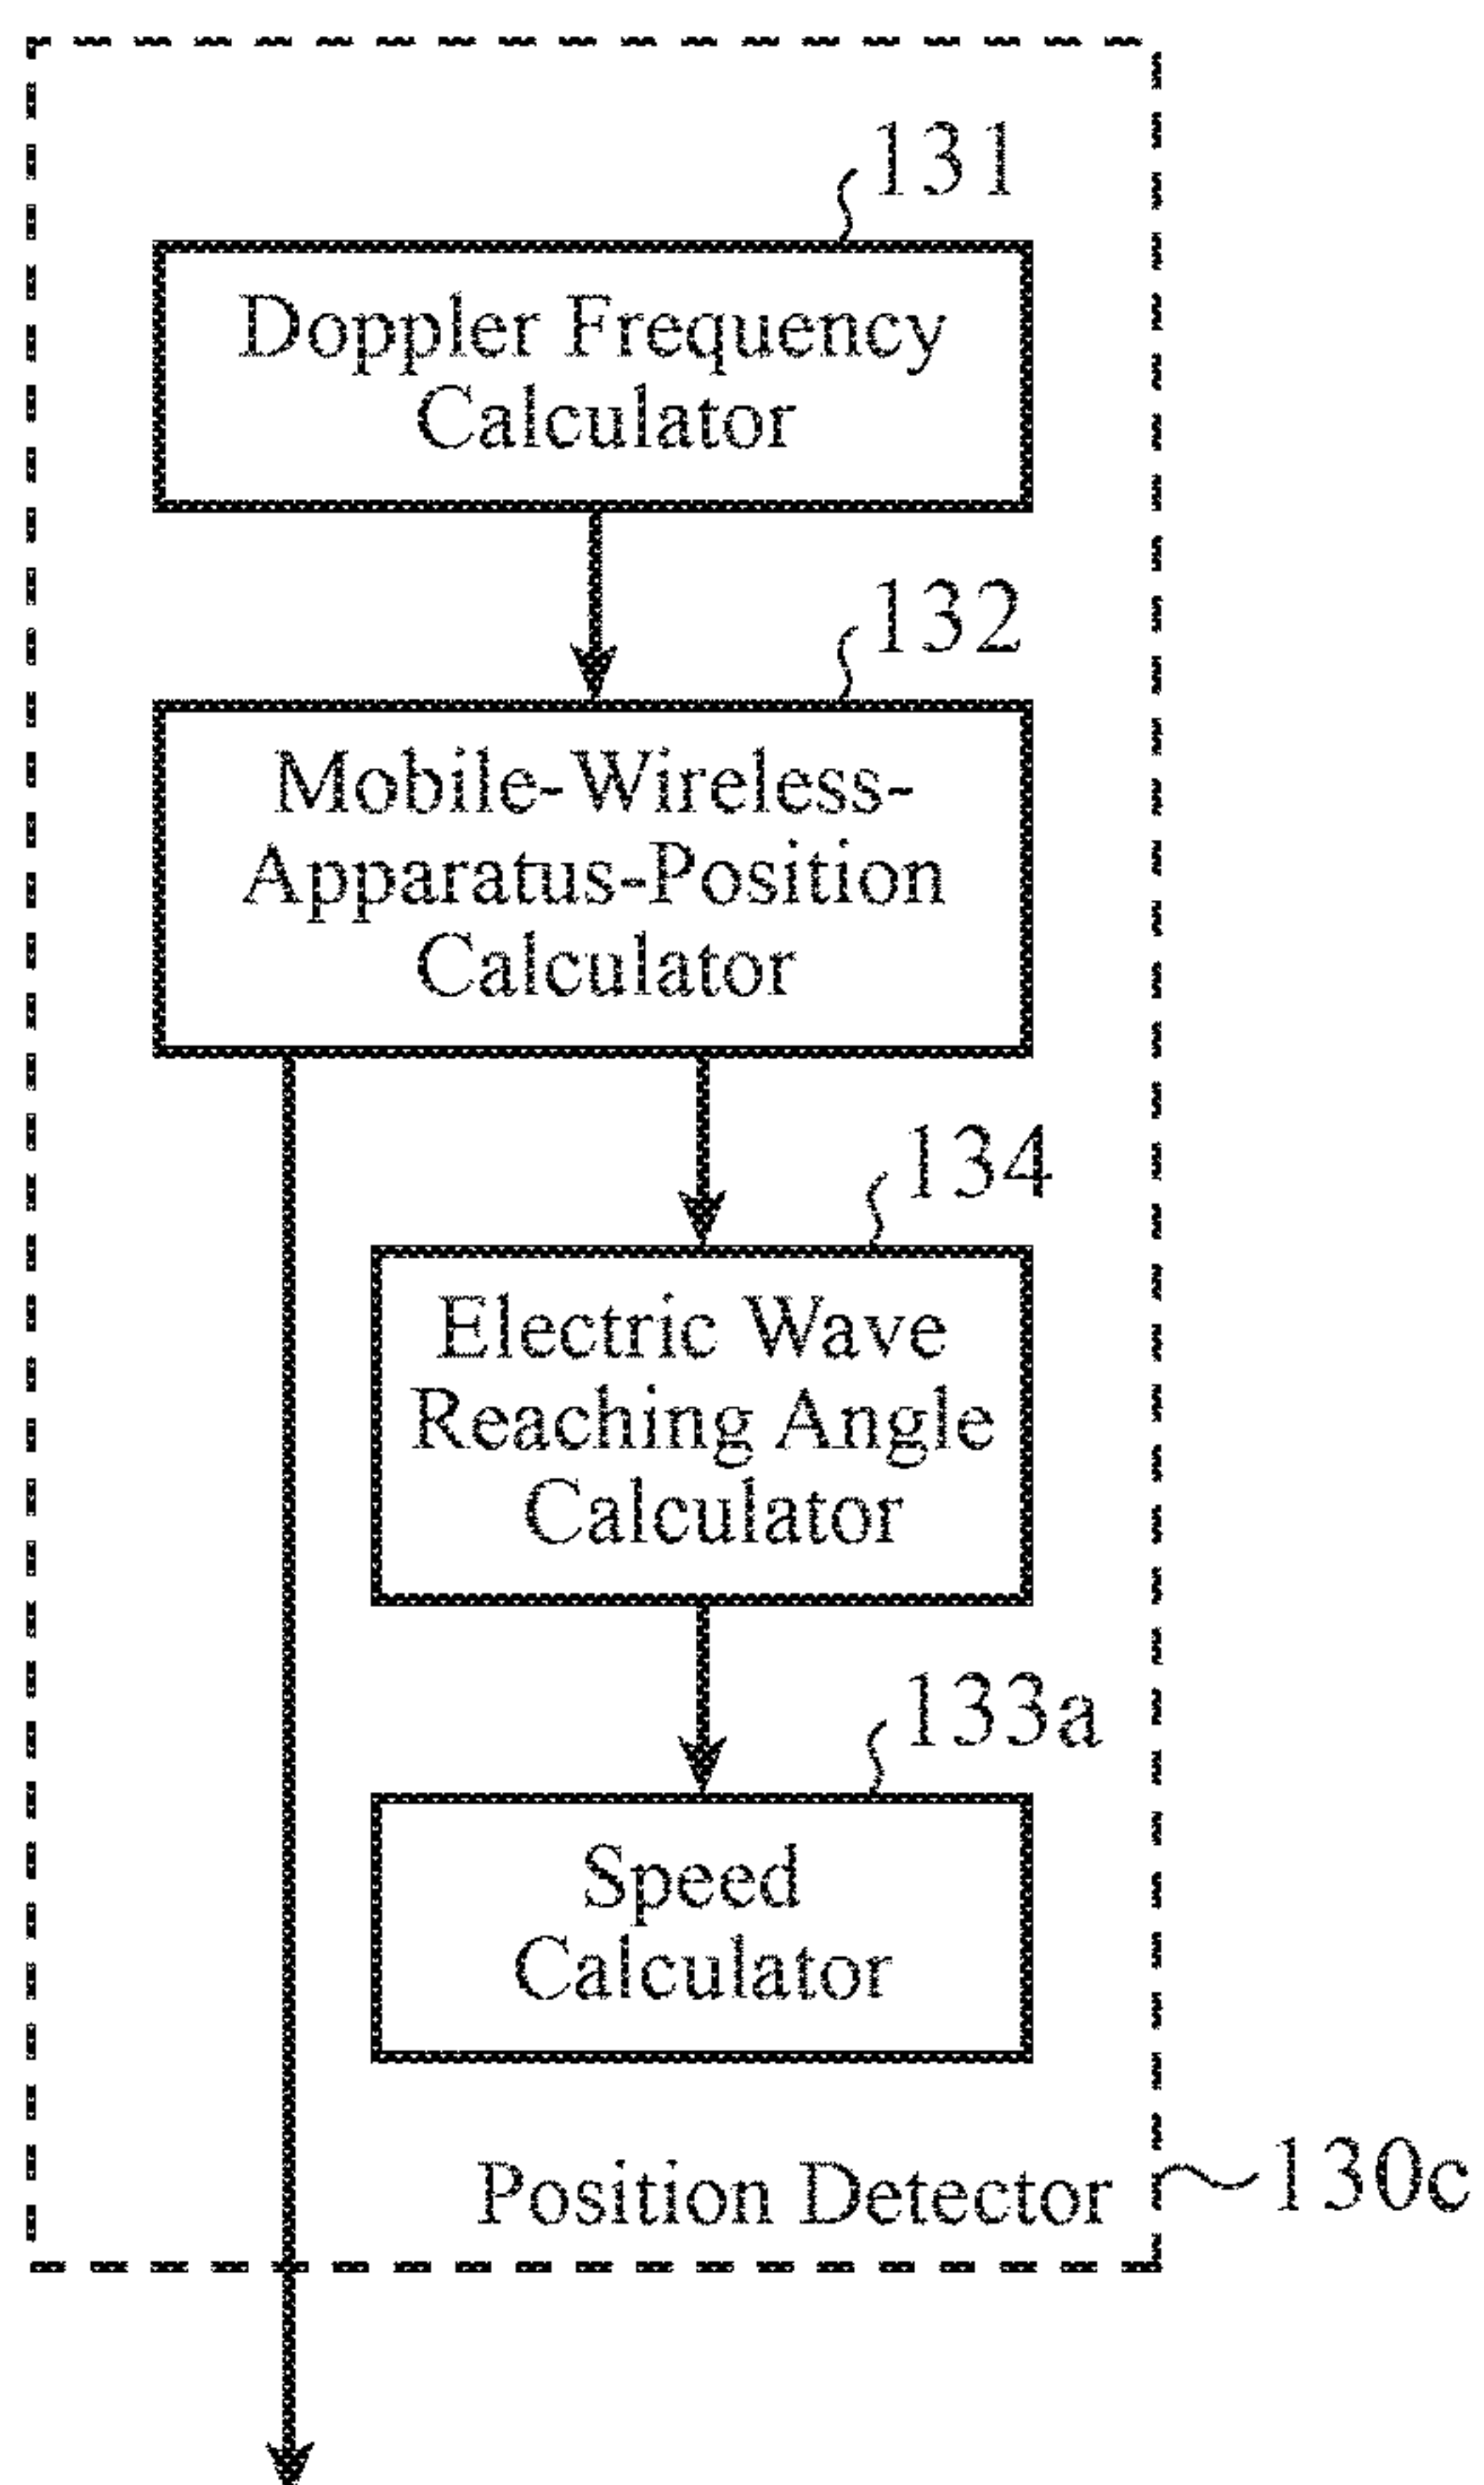 131
Doppler Frequency
Calculator
132
Mobile-Wireless-
Apparatus-Position
Calculator
134
Electric Wave
Reaching Angle
Calculator
133a
Speed
Calculator
Position Detector
130c